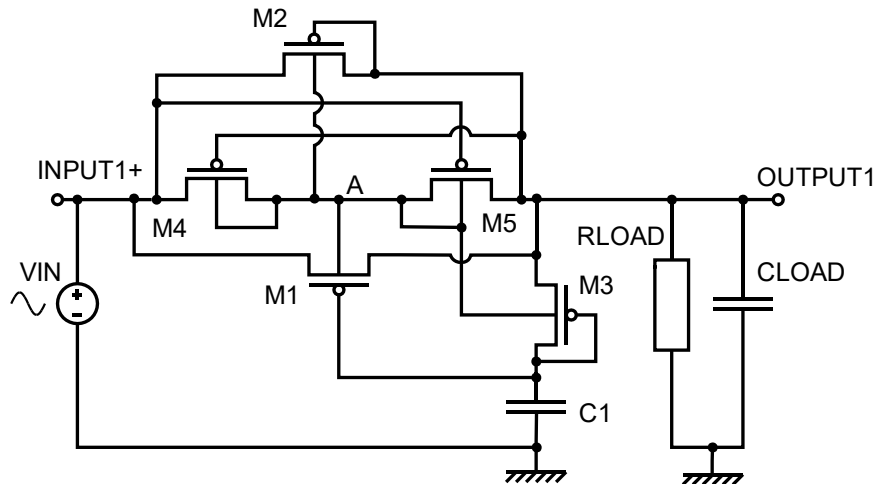 M2
INPUT1+
A
OUTPUT1
M4
M5
RLOAD
VIN
M1
M3
CLOAD
C1